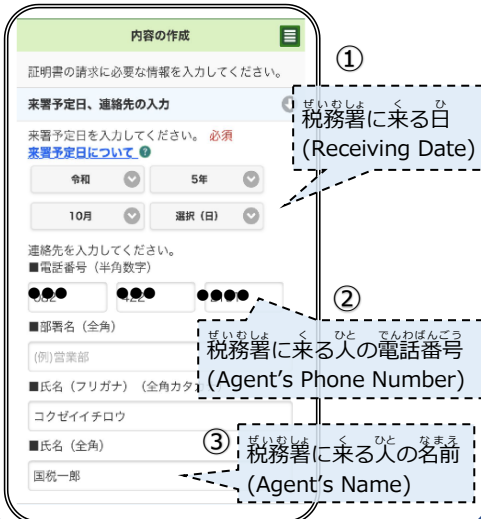 内容の作成
証明書の請求に必要な情報を入力してください。
来署予定日、連絡先の入力
来署予定日を入力してください。 必須
来署予定日について
令和
5年
10月
選択（日）
連絡先を入力してください。
■電話番号（半角数字）
■部署名（全角）
(例)営業部
■氏名（フリガナ）（全角カタ
コクゼイイチロウ
■氏名（全角）
国税一郎
①
ぜいむしょ く ひ
税務署に来る日
(Receiving Date)
②
ぜいむしょ く ひと でんわばんごう
税務署に来る人の電話番号
(Agent's Phone Number)
③
ぜいむしょ く ひと なまえ
税務署に来る人の名前
(Agent's Name)